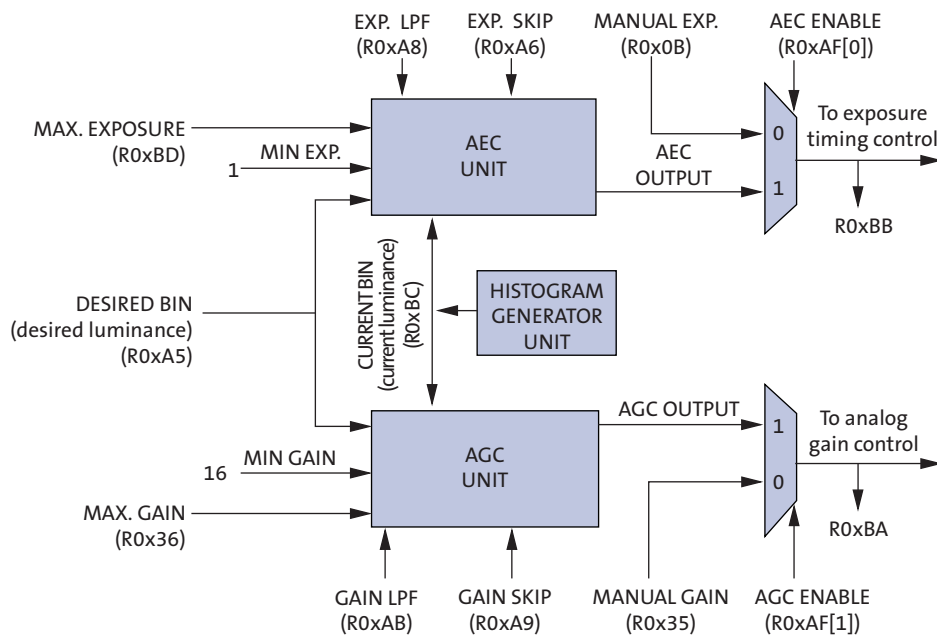 EXP. LPF
(R0xA8)
EXP. SKIP
(R0xA6)
MANUAL EXP.
(R0x0B)
AEC ENABLE
(R0xAF[0])
MAX. EXPOSURE
(R0xBD)
1
MIN EXP.
AEC
UNIT
AEC
OUTPUT
0
1
To exposure
timing control
R0xBB
DESIRED BIN
(desired luminance)
(R0xA5)
CURRENT BIN
(current luminance)
(R0xBC)
HISTOGRAM
GENERATOR
UNIT
AGC OUTPUT
1
0
To analog
gain control
R0xBA
16
MIN GAIN
AGC
UNIT
MAX. GAIN
(R0x36)
GAIN LPF
(R0xAB)
GAIN SKIP
(R0xA9)
MANUAL GAIN
(R0x35)
AGC ENABLE
(R0xAF[1])